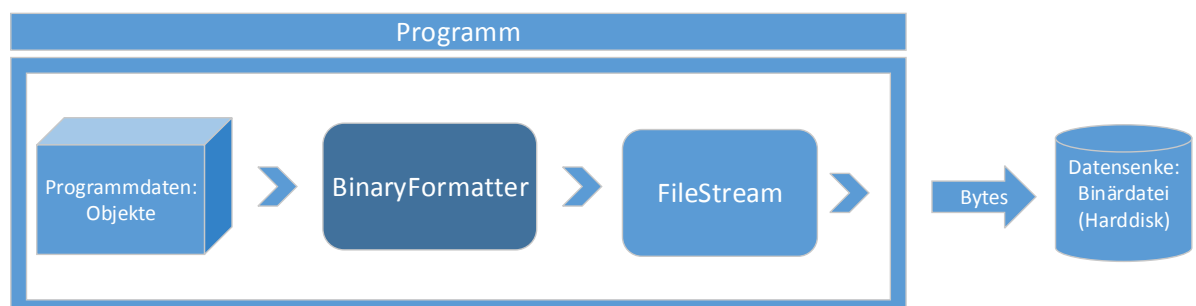 Programm
Programmdaten:
Objekte
BinaryFormatter
FileStream
Bytes
Datensenke:
Binärdatei
(Harddisk)